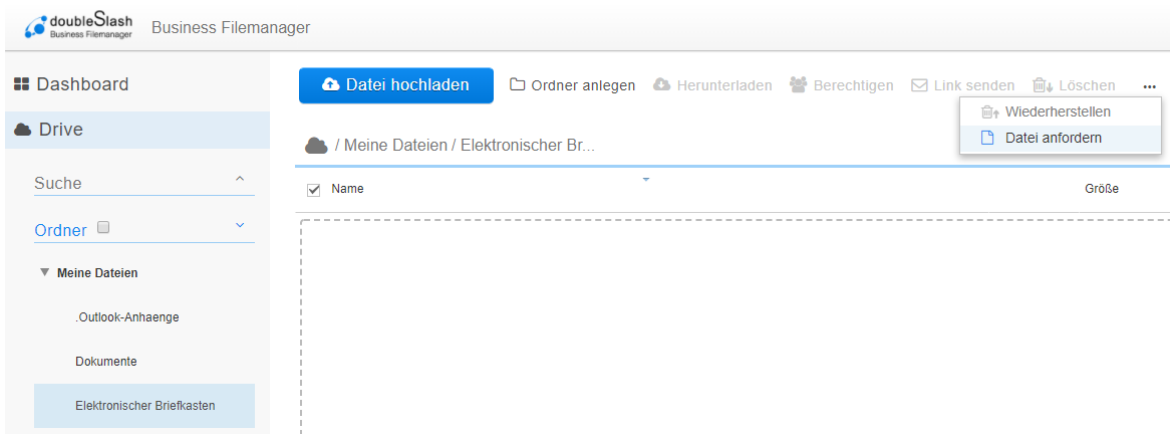 doubleSlash
Business Filemanager
Business Filemanager
Dashboard
Drive
Suche
Ordner
Meine Dateien
.Outlook-Anhaenge
Dokumente
Elektronischer Briefkasten
Datei hochladen Ordner anlegen Herunterladen Berechtigen Link senden Löschen ...
Wiederherstellen
Datei anfordern
/ Meine Dateien / Elektronischer Br...
Name Größe